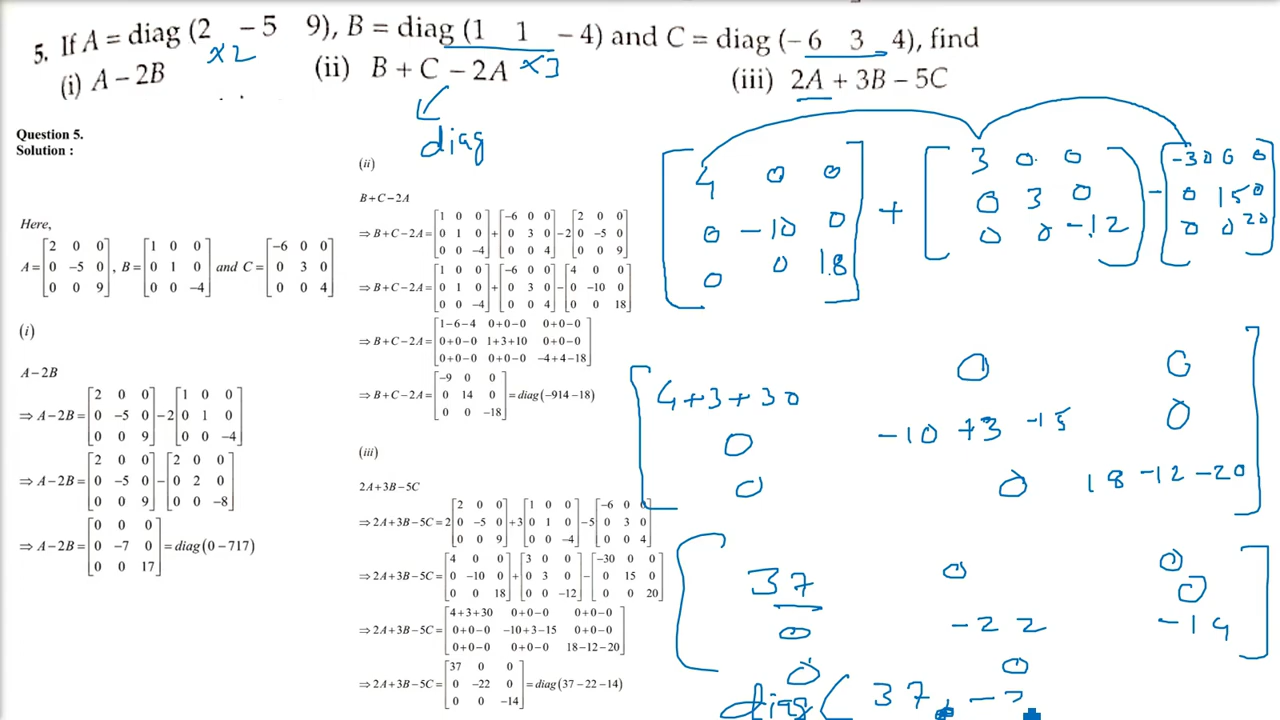 5. If A = diag (2 - 5 9), B = diag (1 1 - 4) and C = diag (- 6 3 4), find
×2
(i) A - 2B (ii) B + C - 2A ×3 (iii) 2A + 3B - 5C
diag
Question 5.
Solution :
Here,
A = [2 0 0 0 -5 0 0 0 9], B = [1 0 0 0 1 0 0 0 -4] and C = [-6 0 0 0 3 0 0 0 4]
(i)
A-2B
⇒ A-2B = [2 0 0 0 -5 0 0 0 9] -2 [1 0 0 0 1 0 0 0 -4]
⇒ A-2B = [2 0 0 0 -5 0 0 0 9] - [2 0 0 0 2 0 0 0 -8]
⇒ A-2B = [0 0 0 0 -7 0 0 0 17] = diag(0-717)
(ii)
B+C-2A
⇒ B+C-2A = [1 0 0 0 1 0 0 0 -4] + [-6 0 0 0 3 0 0 0 4] -2 [2 0 0 0 -5 0 0 0 9]
⇒ B+C-2A = [1 0 0 0 1 0 0 0 -4] + [-6 0 0 0 3 0 0 0 4] - [4 0 0 0 -10 0 0 0 18]
⇒ B+C-2A = [1-6-4 0+0-0 0+0-0 0+0-0 1+3+10 0+0-0 0+0-0 0+0-0 -4+4-18]
⇒ B+C-2A = [-9 0 0 0 14 0 0 0 -18] = diag(-914-18)
(iii)
2A+3B-5C
⇒ 2A+3B-5C = 2 [2 0 0 0 -5 0 0 0 9] +3 [1 0 0 0 1 0 0 0 -4] -5 [-6 0 0 0 3 0 0 0 4]
⇒ 2A+3B-5C = [4 0 0 0 -10 0 0 0 18] + [3 0 0 0 3 0 0 0 -12] - [-30 0 0 0 15 0 0 0 20]
⇒ 2A+3B-5C = [4+3+30 0+0-0 0+0-0 0+0-0 -10+3-15 0+0-0 0+0-0 0+0-0 18-12-20]
⇒ 2A+3B-5C = [37 0 0 0 -22 0 0 0 -14] = diag(37-22-14)
[4 0 0 0 -10 0 0 0 18] + [3 0 0 0 3 0 0 0 -12] - [-30 0 0 0 15 0 0 0 20]
[4+3+30 0 0
0 -10 +3 -15 0
0 0 18 -12 -20]
[37 0 0
0 -22 0
0 0 -14]
diag( 37, -2